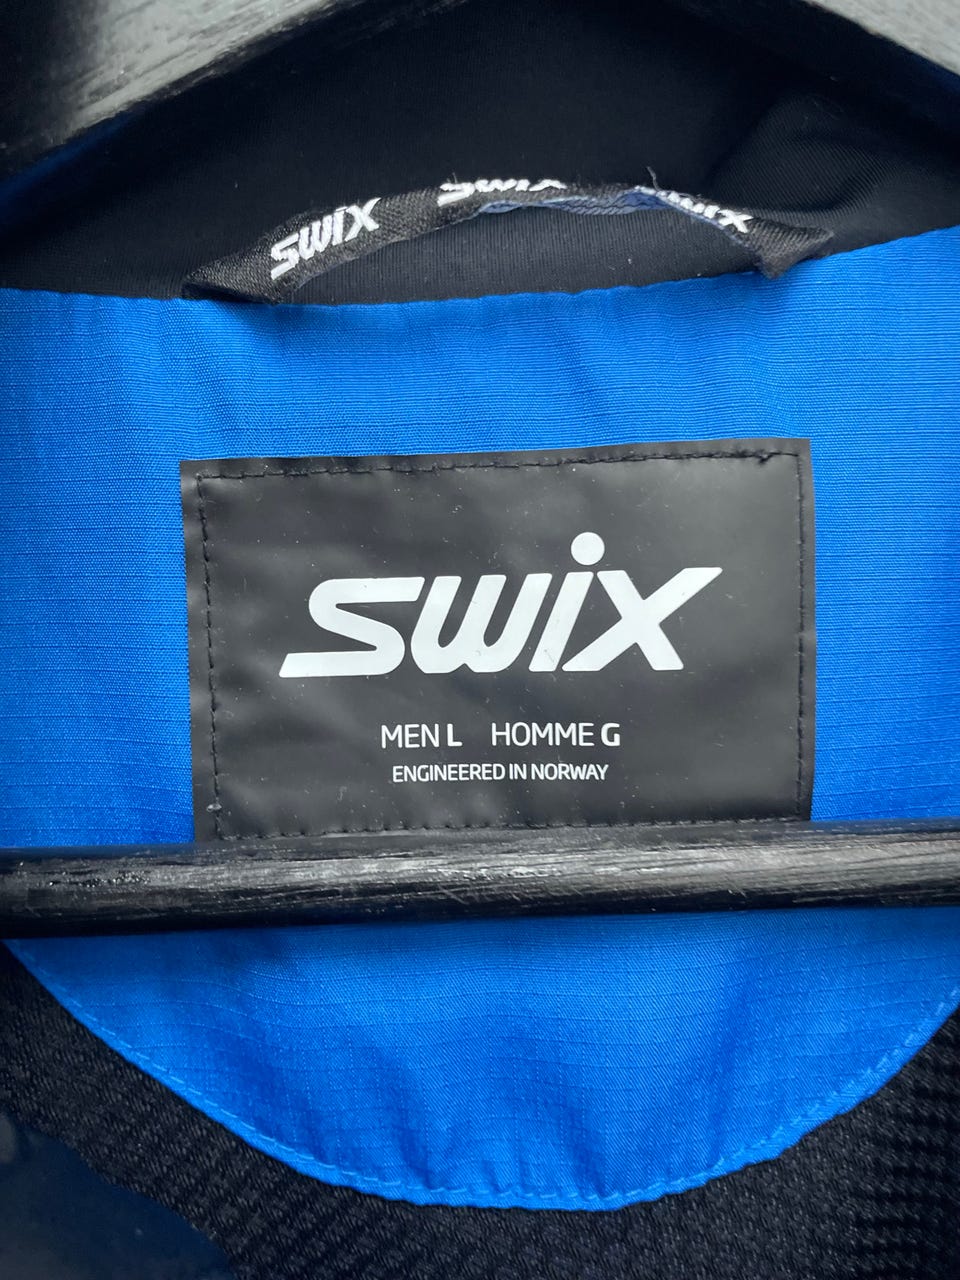 swix swix swix
swix
MEN L HOMME G
ENGINEERED IN NORWAY